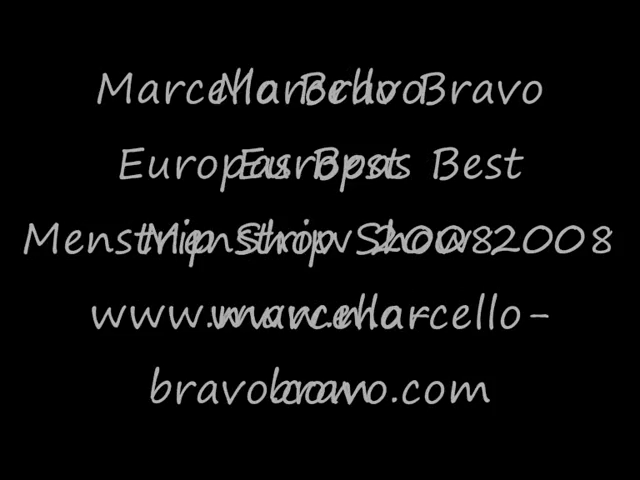 Marcello Bravo
Europas Best
Menstrip Show 2008
www.marcello-
bravo.com